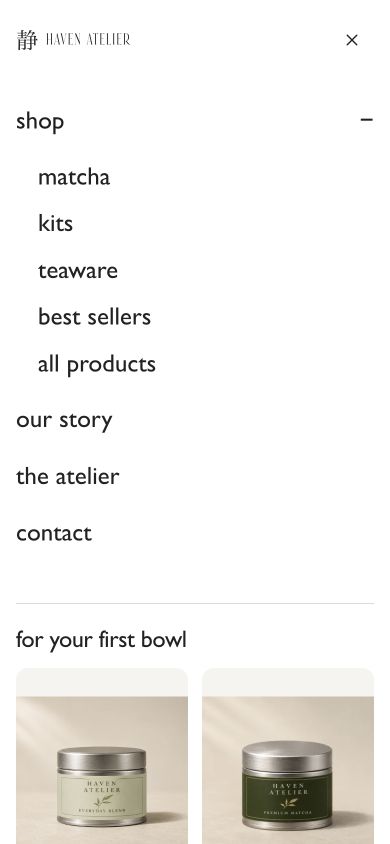 静 HAVEN ATELIER
shop
matcha
kits
teaware
best sellers
all products
our story
the atelier
contact
for your first bowl
HAVEN
ATELIER
EVERYDAY BLEND
HAVEN
ATELIER
PREMIUM MATCHA